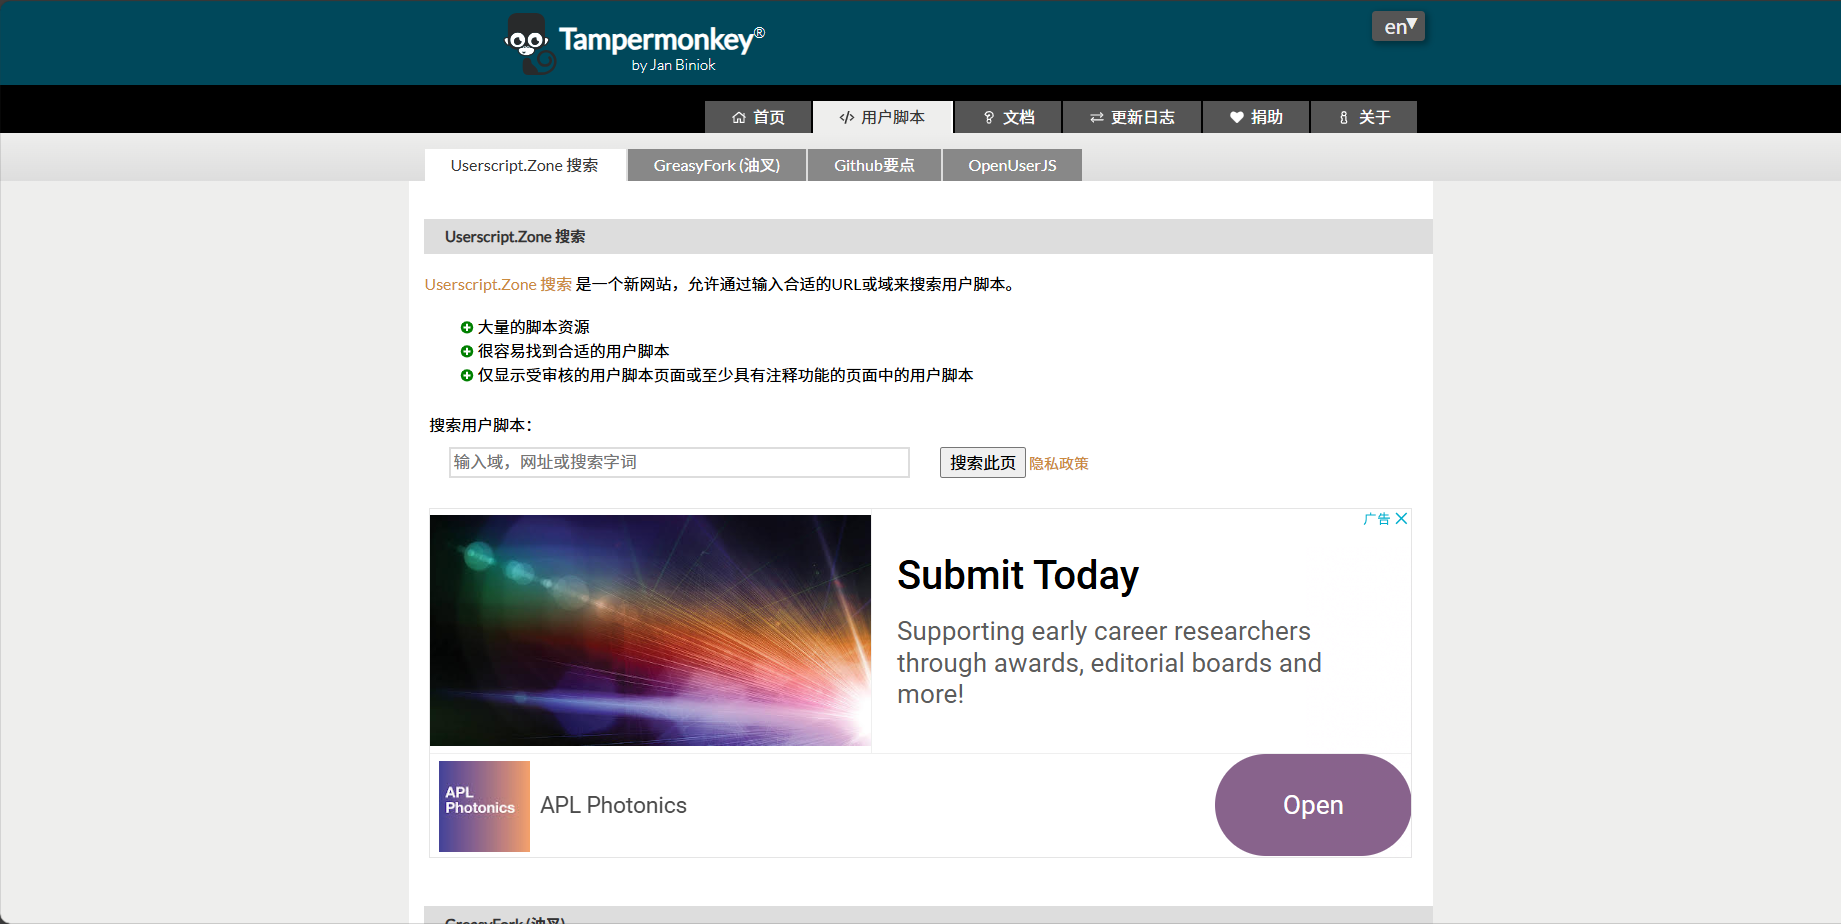 Tampermonkey®
by Jan Biniok
en▼
首页
</> 用户脚本
文档
更新日志
捐助
关于
Userscript.Zone 搜索
GreasyFork (油叉)
Github要点
OpenUserJS
Userscript.Zone 搜索
Userscript.Zone 搜索 是一个新网站，允许通过输入合适的URL或域来搜索用户脚本。
大量的脚本资源
很容易找到合适的用户脚本
仅显示受审核的用户脚本页面或至少具有注释功能的页面中的用户脚本
搜索用户脚本：
输入域，网址或搜索字词
搜索此页
隐私政策
广告
Submit Today
Supporting early career researchers
through awards, editorial boards and
more!
APL
Photonics
APL Photonics
Open
GreasyFork (油叉)